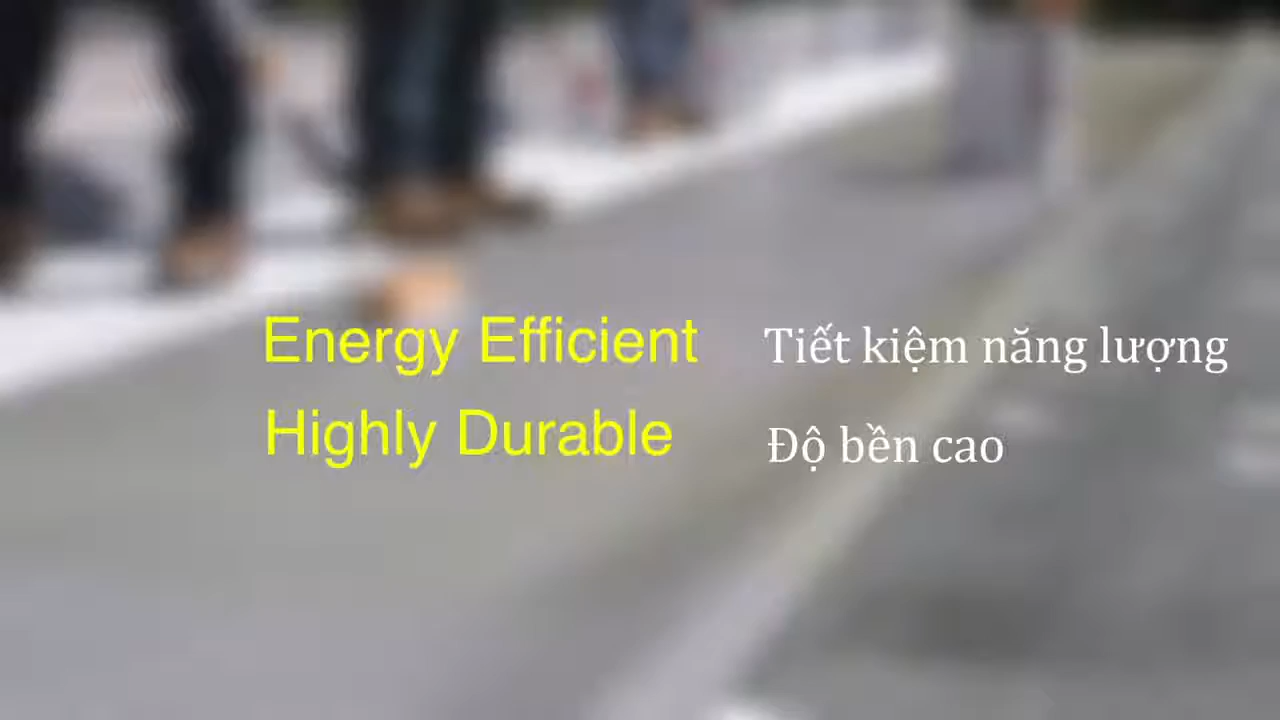 Energy Efficient Tiết kiệm năng lượng
Highly Durable Độ bền cao